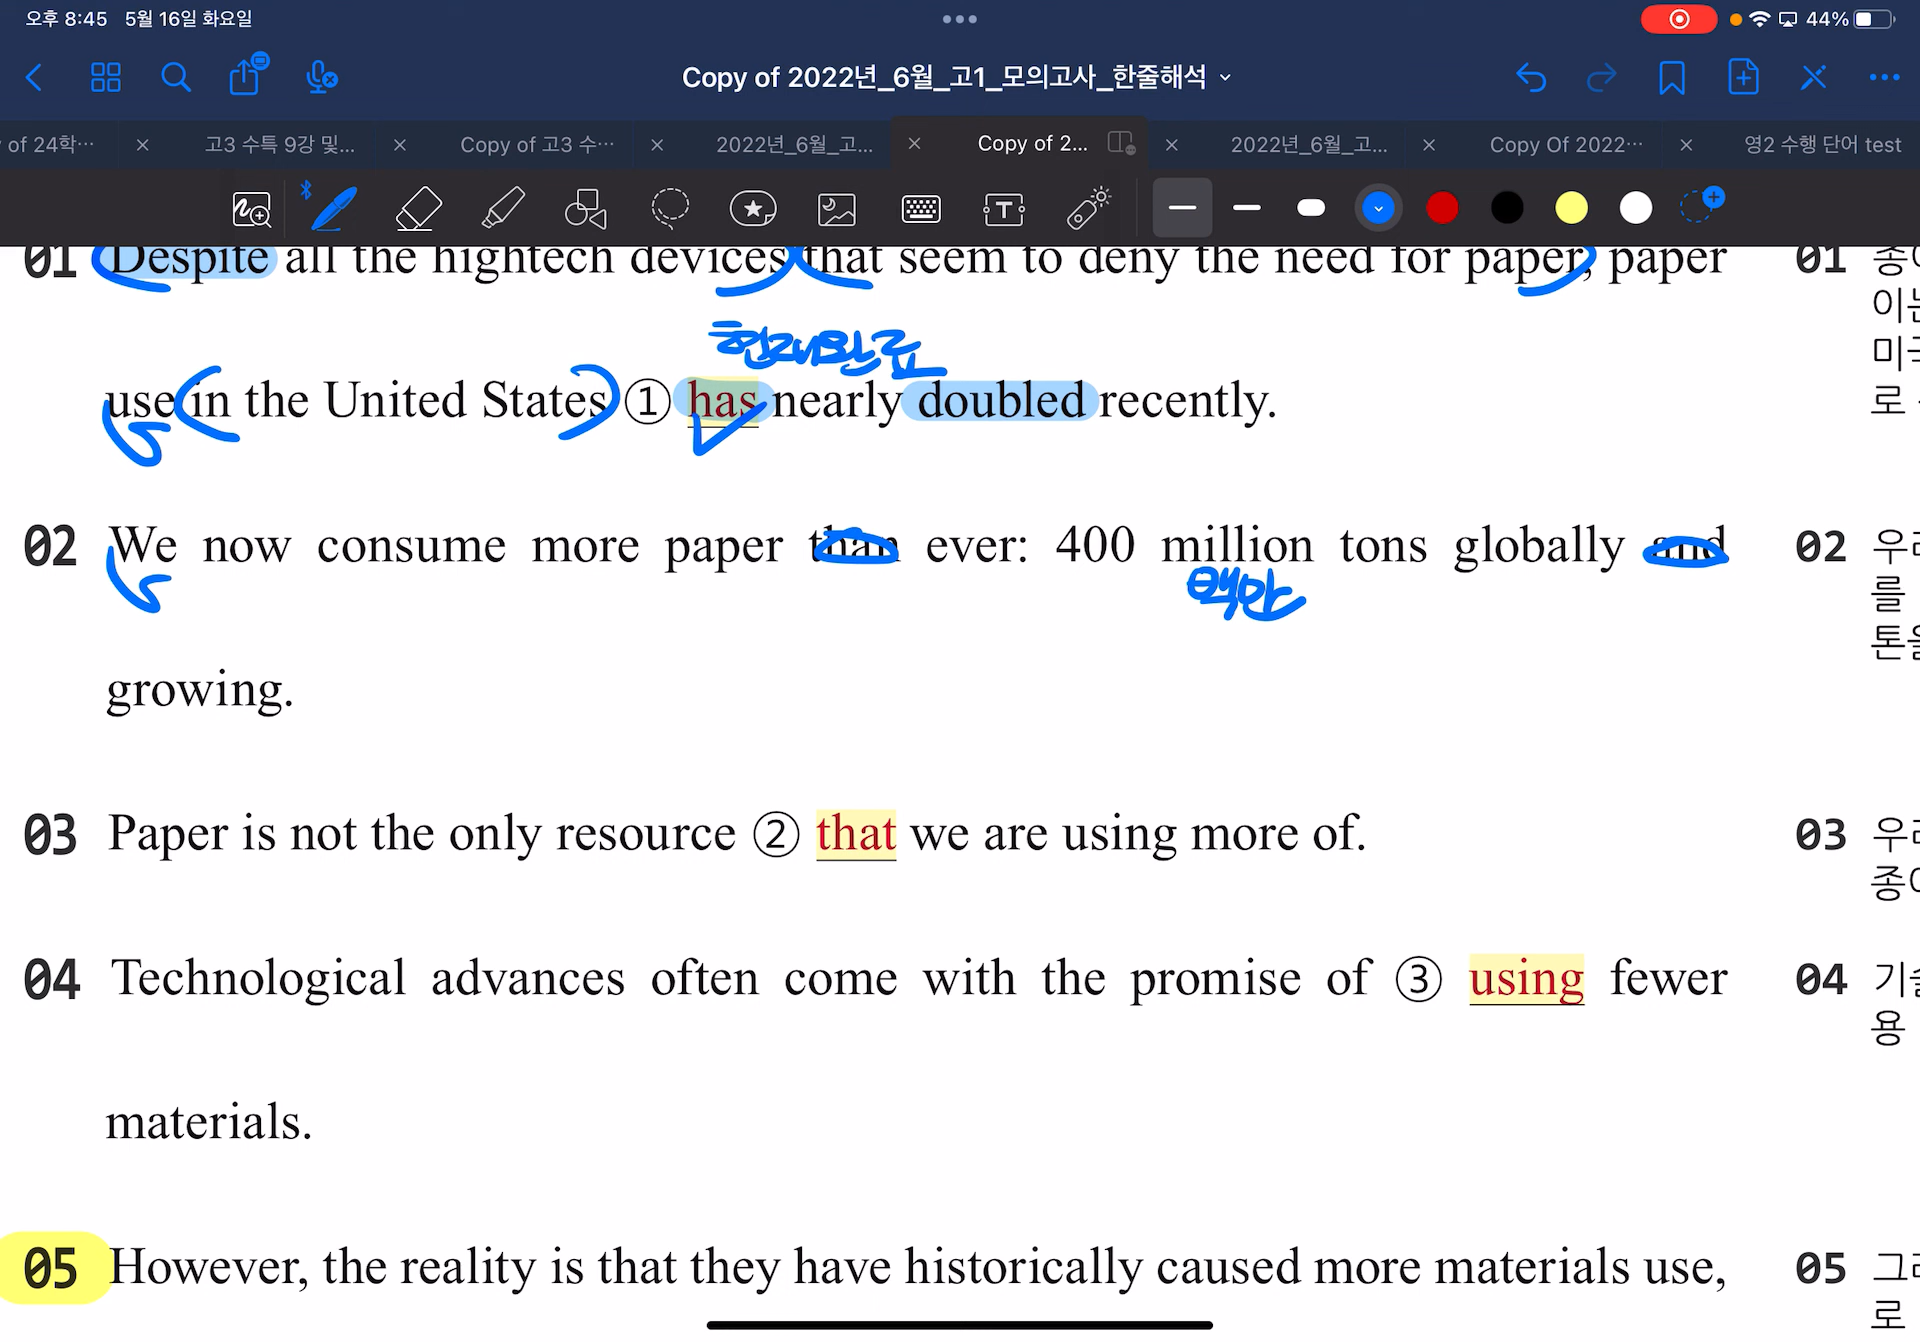 오후 8:45 5월 16일 화요일
44%
Copy of 2022년_6월_고1_모의고사_한줄해석
of 24학…
고3 수특 9강 및...
Copy of 고3 수…
2022년_6월_고...
Copy of 2...
2022년_6월_고...
Copy Of 2022…
영2 수행 단어 test
01 Despite all the hightech devices that seem to deny the need for paper, paper
현재완료
use in the United States ① has nearly doubled recently.
02 We now consume more paper than ever: 400 million tons globally and
백만
growing.
03 Paper is not the only resource ② that we are using more of.
04 Technological advances often come with the promise of ③ using fewer
materials.
05 However, the reality is that they have historically caused more materials use,
01
미국
로
02
를
톤을
03
04
용
05
로